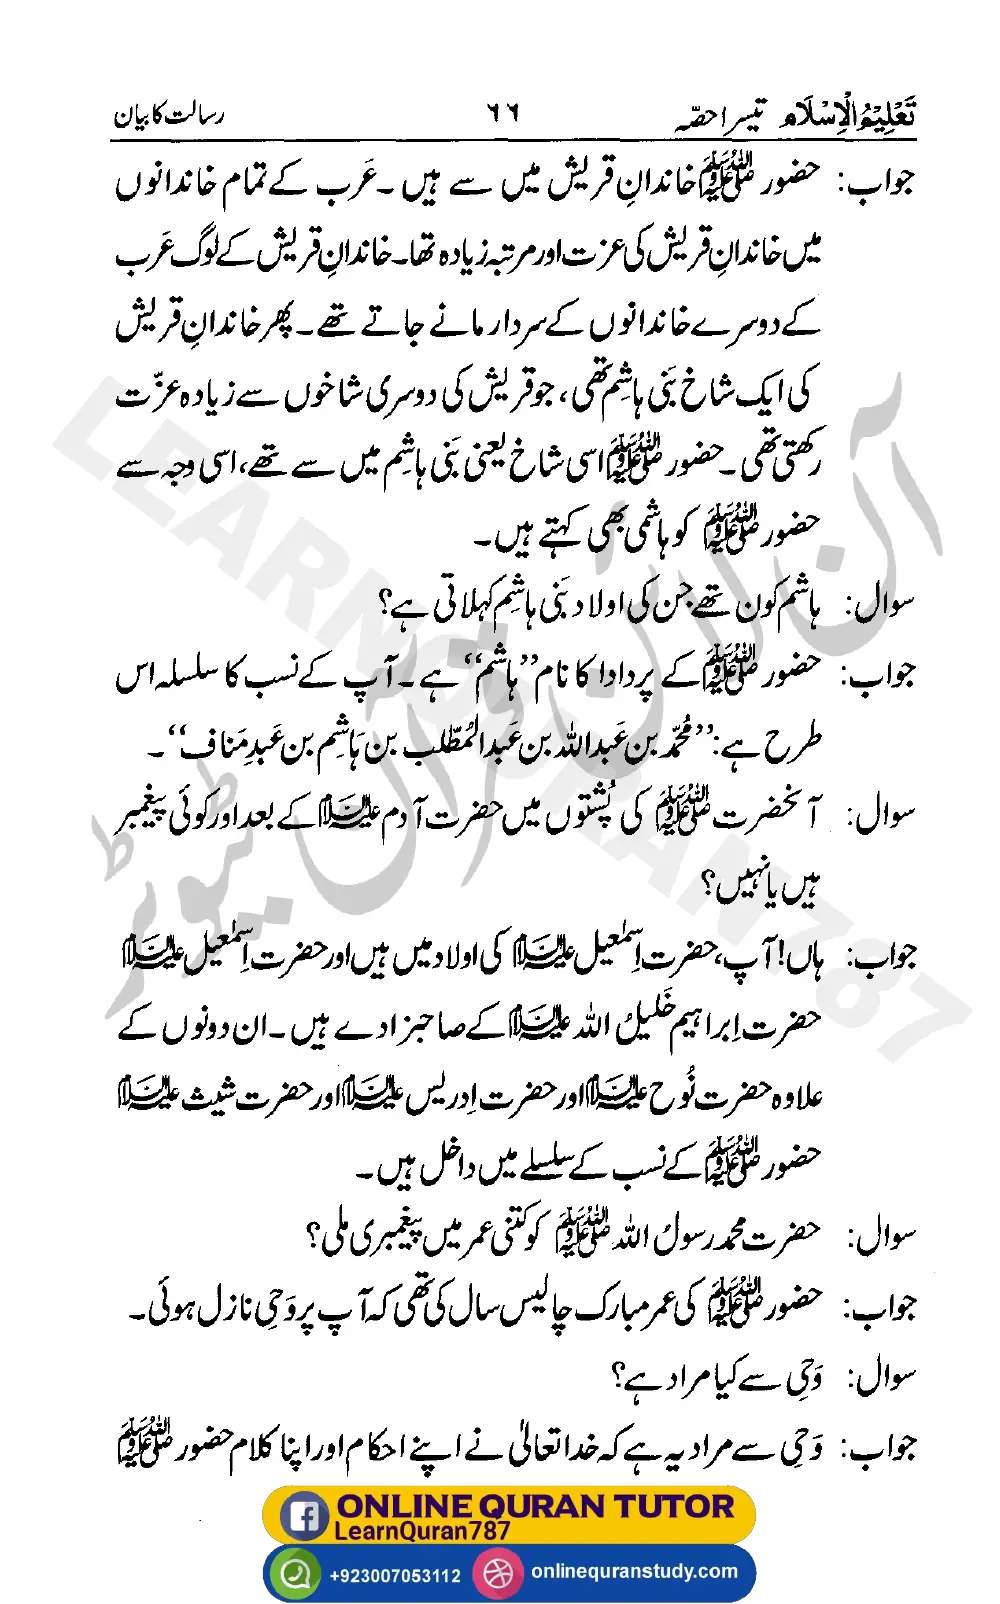 تَعْلِيمُ الْاِسْلَام تیسرا حصّہ ۶۶ رسالت کا بیان
جواب: حضور ﷺ خاندانِ قریش میں سے ہیں ۔ عَرب کے تمام خاندانوں
میں خاندانِ قریش کی عزت اور مرتبہ زیادہ تھا۔ خاندانِ قریش کے لوگ عَرب
کے دوسرے خاندانوں کے سردار مانے جاتے تھے ۔ پھر خاندانِ قریش
کی ایک شاخ بَنی ہاشِم تھی، جو قریش کی دوسری شاخوں سے زیادہ عزّت
رکھتی تھی ۔ حضور ﷺ اسی شاخ یعنی بَنی ہاشِم میں سے تھے، اسی وجہ سے
حضور ﷺ کو ہاشمی بھی کہتے ہیں ۔
سوال: ہاشم کون تھے جن کی اولاد بَنی ہاشِم کہلاتی ہے؟
جواب: حضور ﷺ کے پردادا کا نام ’’ہاشم‘‘ ہے ۔ آپ کے نسب کا سلسلہ اس
طرح ہے: ’’مُحمّد بن عَبداللہ بن عَبدالمُطّلب بن ہَاشِم بن عَبدِ مَناف‘‘ ۔
سوال: آنحضرت ﷺ کی پُشتوں میں حضرت آدم علیہ السلام کے بعد اور کوئی پیغمبر
ہیں یا نہیں؟
جواب: ہاں! آپ، حضرت اِسمٰعیل علیہ السلام کی اولاد میں ہیں اور حضرت اِسمٰعیل علیہ السلام
حضرت اِبراہیم خَلیلُ اللہ علیہ السلام کے صاحبزادے ہیں ۔ ان دونوں کے
علاوہ حضرت نُوح علیہ السلام اور حضرت اِدریس علیہ السلام اور حضرت شیث علیہ السلام
حضور ﷺ کے نسب کے سلسلے میں داخل ہیں ۔
سوال: حضرت محمد رسولُ اللہ ﷺ کو کتنی عمر میں پیغمبری ملی؟
جواب: حضور ﷺ کی عمر مبارک چالیس سال کی تھی کہ آپ پر وَحِی نازل ہوئی ۔
سوال: وَحِی سے کیا مراد ہے؟
جواب: وَحِی سے مراد یہ ہے کہ خدا تعالیٰ نے اپنے احکام اور اپنا کلام حضور ﷺ
آن لائن قرآن ٹیوٹر
LEARNQURAN787
ONLINE QURAN TUTOR
LearnQuran787
+923007053112 onlinequranstudy.com